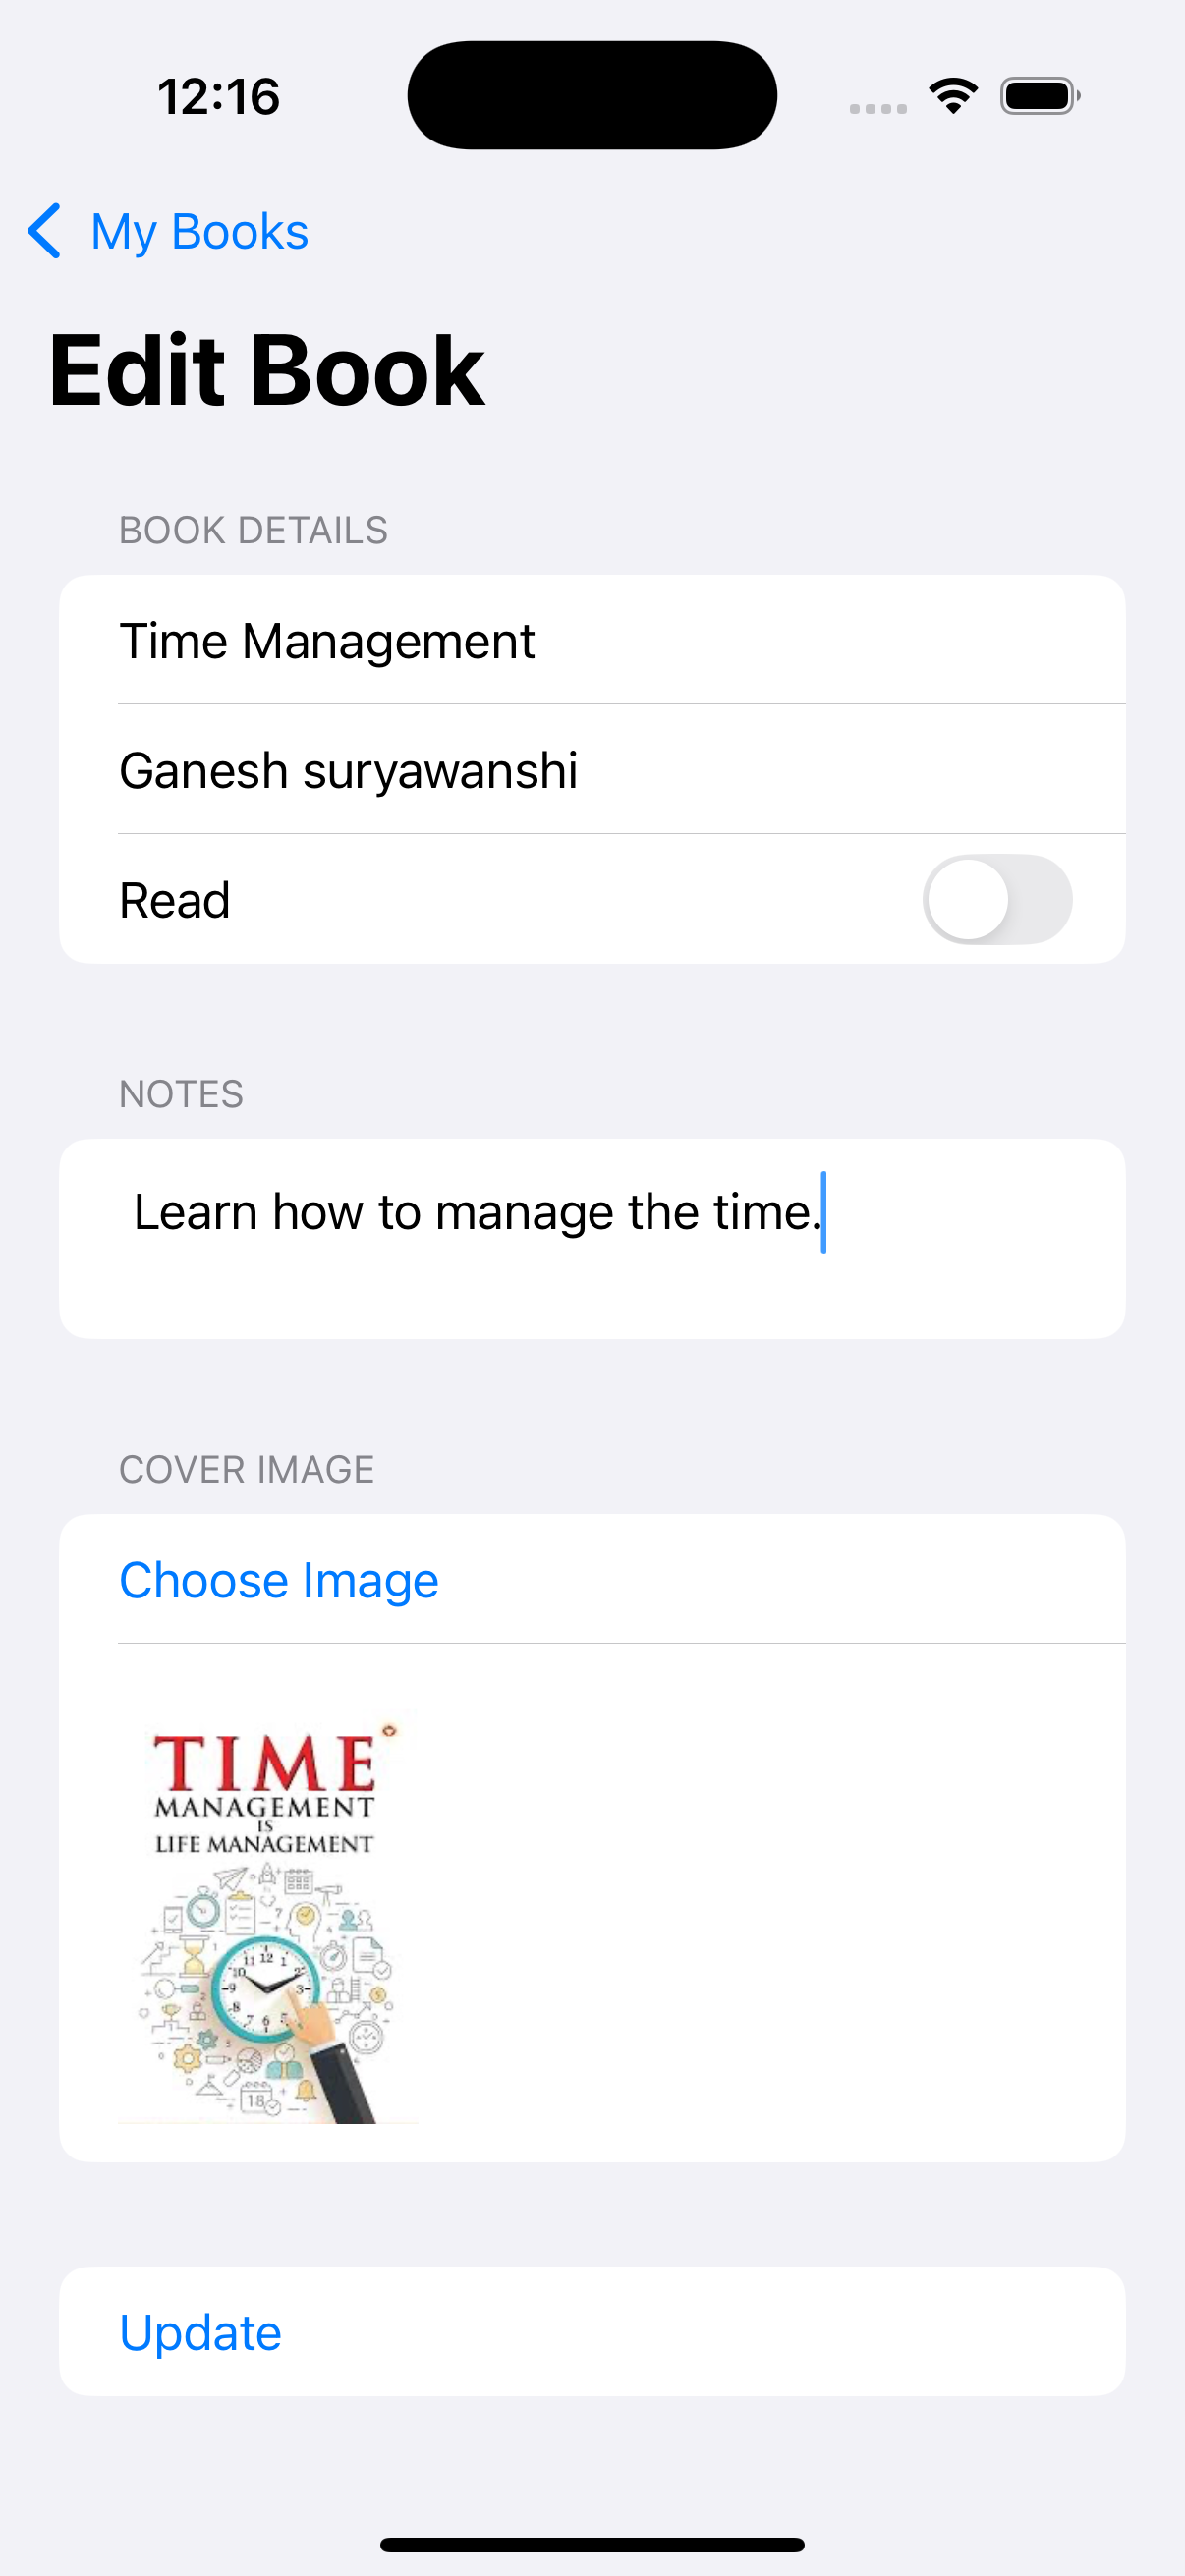 12:16
My Books
Edit Book
BOOK DETAILS
Time Management
Ganesh suryawanshi
Read
NOTES
Learn how to manage the time.
COVER IMAGE
Choose Image
TIME
MANAGEMENT
IS
LIFE MANAGEMENT
11 12 1
10 2
9 3
8
7 6 5
18
Update